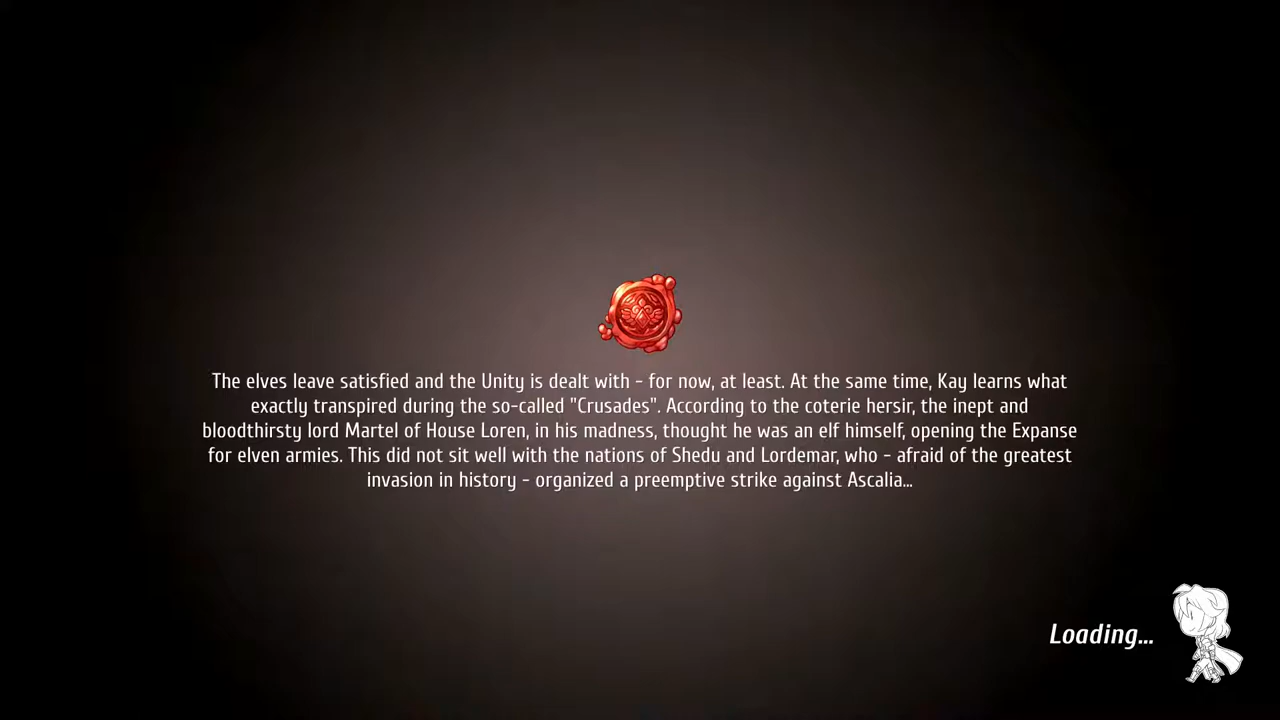 The elves leave satisfied and the Unity is dealt with - for now, at least. At the same time, Kay learns what
exactly transpired during the so-called "Crusades". According to the coterie hersir, the inept and
bloodthirsty lord Martel of House Loren, in his madness, thought he was an elf himself, opening the Expanse
for elven armies. This did not sit well with the nations of Shedu and Lordemar, who - afraid of the greatest
invasion in history - organized a preemptive strike against Ascalia...
Loading...